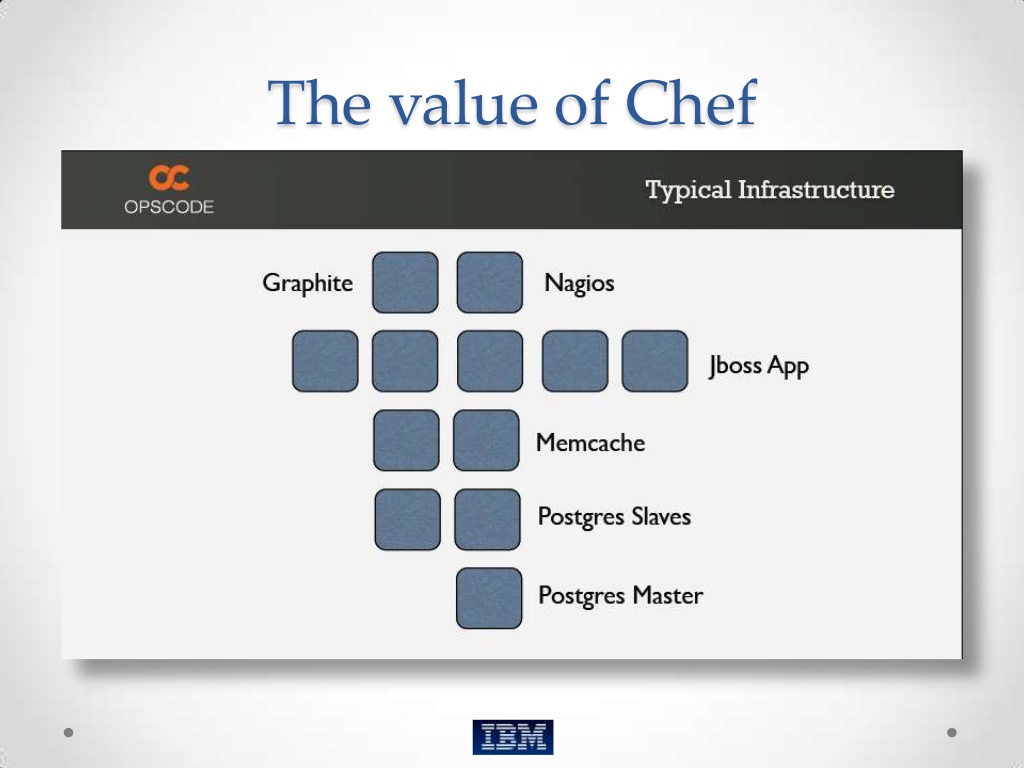 The value of Chef
OPSCODE
Typical Infrastructure
Graphite
Nagios
Jboss App
Memcache
Postgres Slaves
Postgres Master
IBM